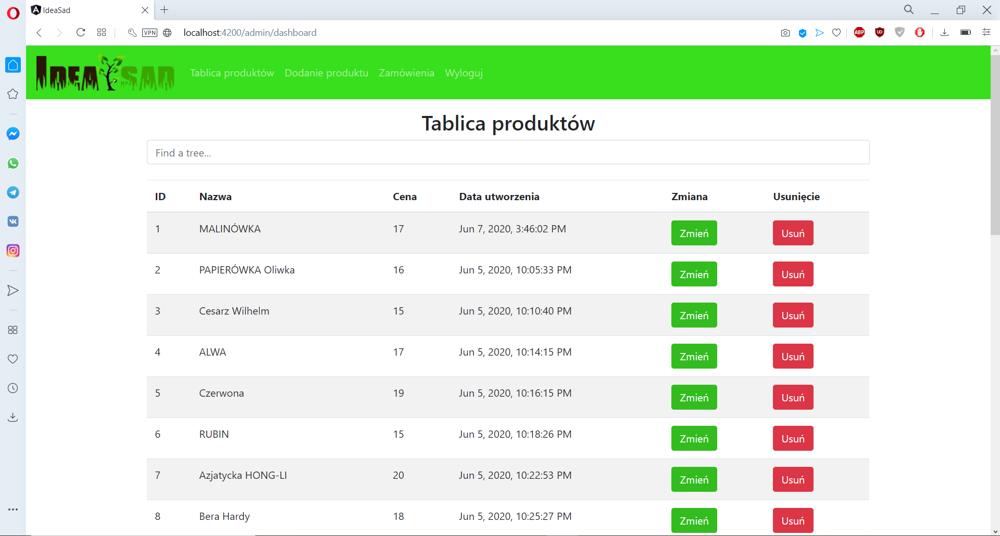 IdeaSad
VPN
localhost:4200/admin/dashboard
ABP
IDEA SAD
Tablica produktów Dodanie produktu Zamówienia Wyloguj
Tablica produktów
Find a tree...
ID Nazwa Cena Data utworzenia Zmiana Usunięcie
1 MALINÓWKA 17 Jun 7, 2020, 3:46:02 PM Zmień Usuń
2 PAPIERÓWKA Oliwka 16 Jun 5, 2020, 10:05:33 PM Zmień Usuń
3 Cesarz Wilhelm 15 Jun 5, 2020, 10:10:40 PM Zmień Usuń
4 ALWA 17 Jun 5, 2020, 10:14:15 PM Zmień Usuń
5 Czerwona 19 Jun 5, 2020, 10:16:15 PM Zmień Usuń
6 RUBIN 15 Jun 5, 2020, 10:18:26 PM Zmień Usuń
7 Azjatycka HONG-LI 20 Jun 5, 2020, 10:22:53 PM Zmień Usuń
8 Bera Hardy 18 Jun 5, 2020, 10:25:27 PM Zmień Usuń